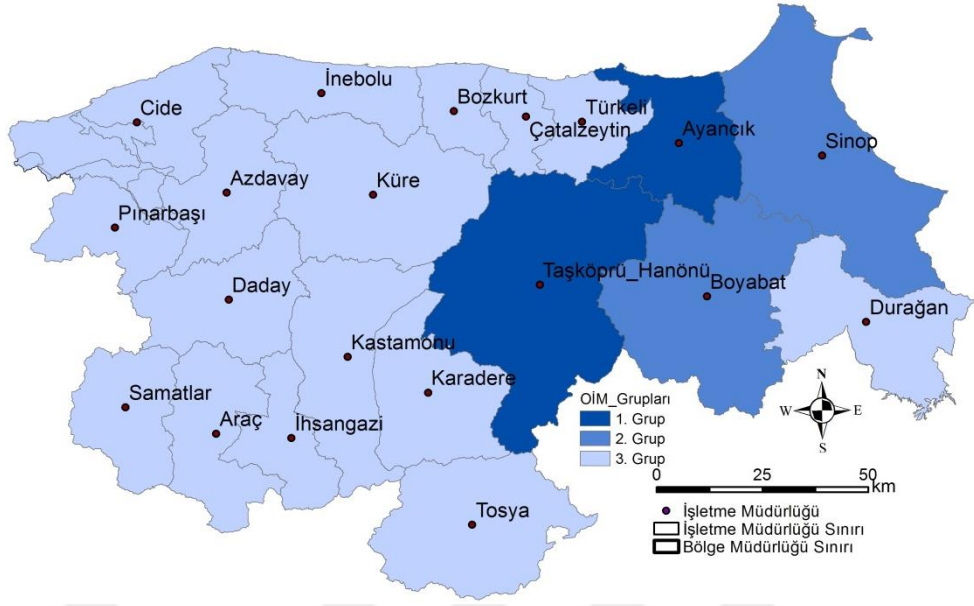 İnebolu
Cide
Bozkurt
Türkeli
Çatalzeytin
Ayancık
Sinop
Azdavay
Küre
Pınarbaşı
Taşköprü_Hanönü
Boyabat
Daday
Durağan
Kastamonu
Karadere
Samatlar
Araç
İhsangazi
Tosya
N
W
E
S
OİM_Grupları
1. Grup
2. Grup
3. Grup
0 25 50
km
İşletme Müdürlüğü
İşletme Müdürlüğü Sınırı
Bölge Müdürlüğü Sınırı